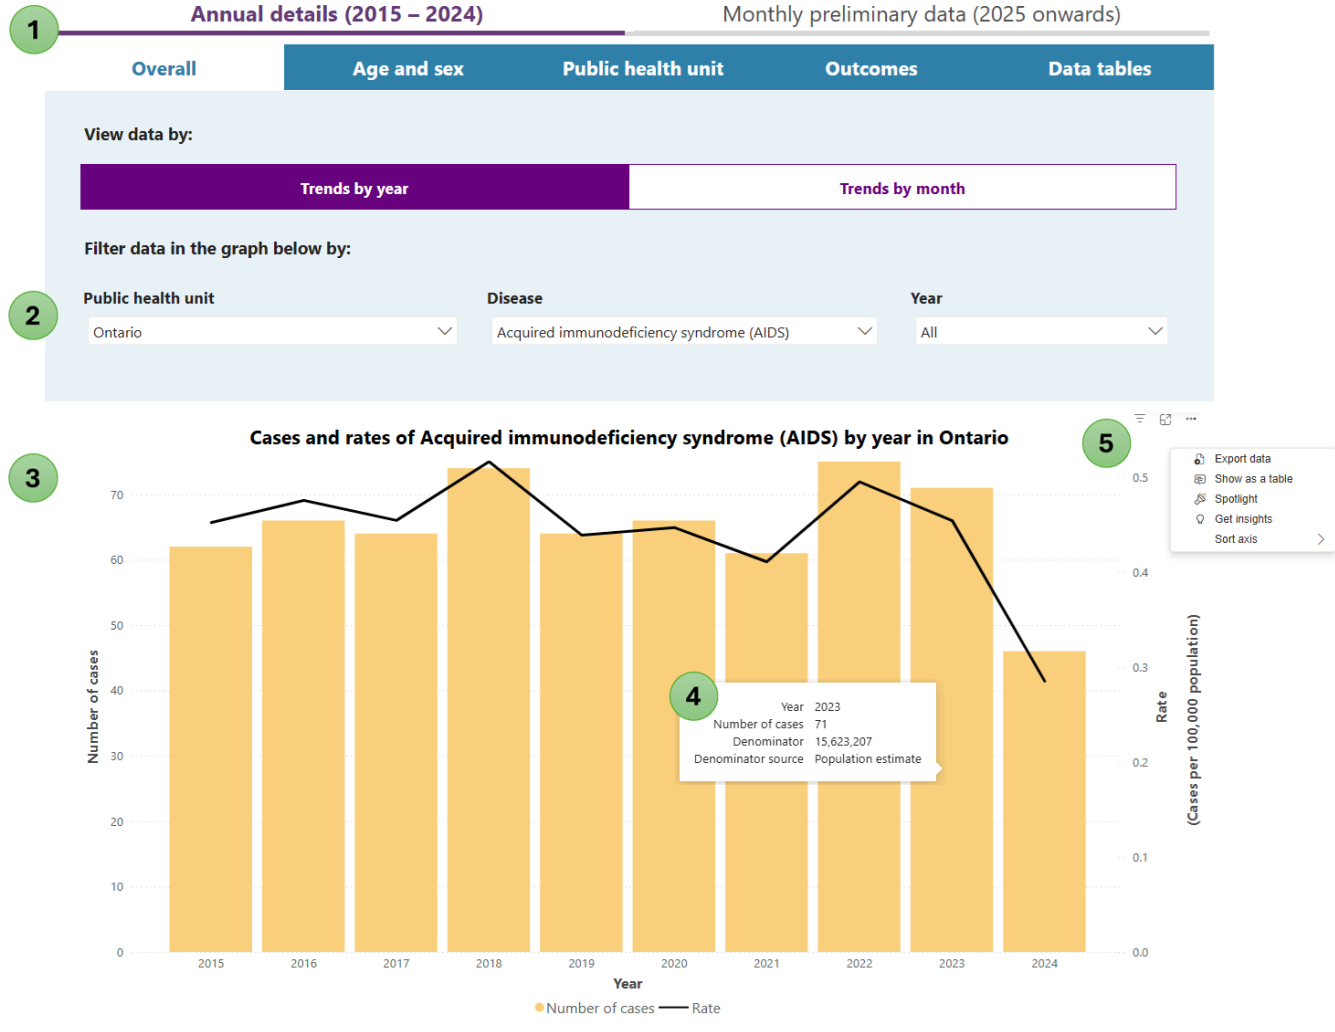 1
Annual details (2015 – 2024)
Monthly preliminary data (2025 onwards)
Overall
Age and sex
Public health unit
Outcomes
Data tables
View data by:
Trends by year
Trends by month
Filter data in the graph below by:
2
Public health unit
Disease
Year
Ontario
Acquired immunodeficiency syndrome (AIDS)
All
3
Cases and rates of Acquired immunodeficiency syndrome (AIDS) by year in Ontario
5
Export data
Show as a table
Spotlight
Get insights
Sort axis
Number of cases
70
60
50
40
30
20
10
0
4
Year 2023
Number of cases 71
Denominator 15,623,207
Denominator source Population estimate
0.5
0.4
0.3
0.2
0.1
0.0
Rate
(Cases per 100,000 population)
2015 2016 2017 2018 2019 2020 2021 2022 2023 2024
Year
Number of cases Rate